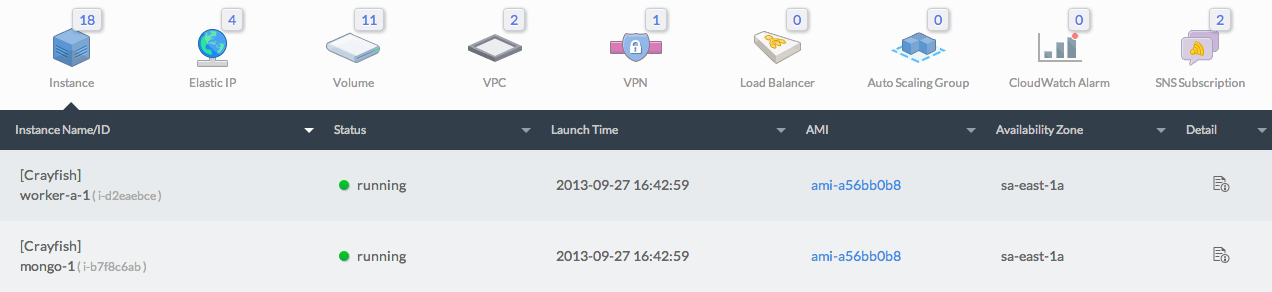 18 4 11 2 1 0 0 0 2
Instance Elastic IP Volume VPC VPN Load Balancer Auto Scaling Group CloudWatch Alarm SNS Subscription
Instance Name/ID Status Launch Time AMI Availability Zone Detail
[Crayfish]
worker-a-1 ( i-d2eaebce ) running 2013-09-27 16:42:59 ami-a56bb0b8 sa-east-1a
[Crayfish]
mongo-1 ( i-b7f8c6ab ) running 2013-09-27 16:42:59 ami-a56bb0b8 sa-east-1a